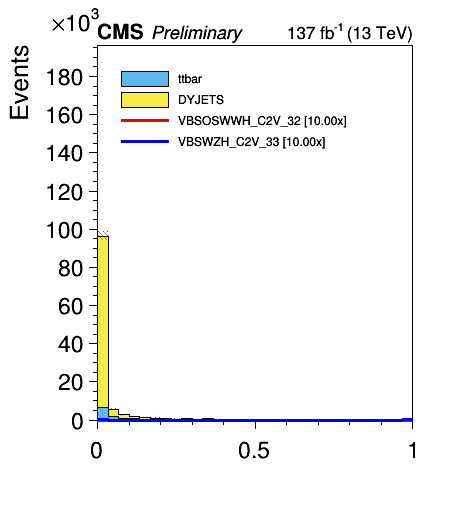 ×10³
CMS Preliminary 137 fb⁻¹ (13 TeV)
Events
180
160
140
120
100
80
60
40
20
0
ttbar
DYJETS
VBSOSWWH_C2V_32 [10.00x]
VBSWZH_C2V_33 [10.00x]
0 0.5 1